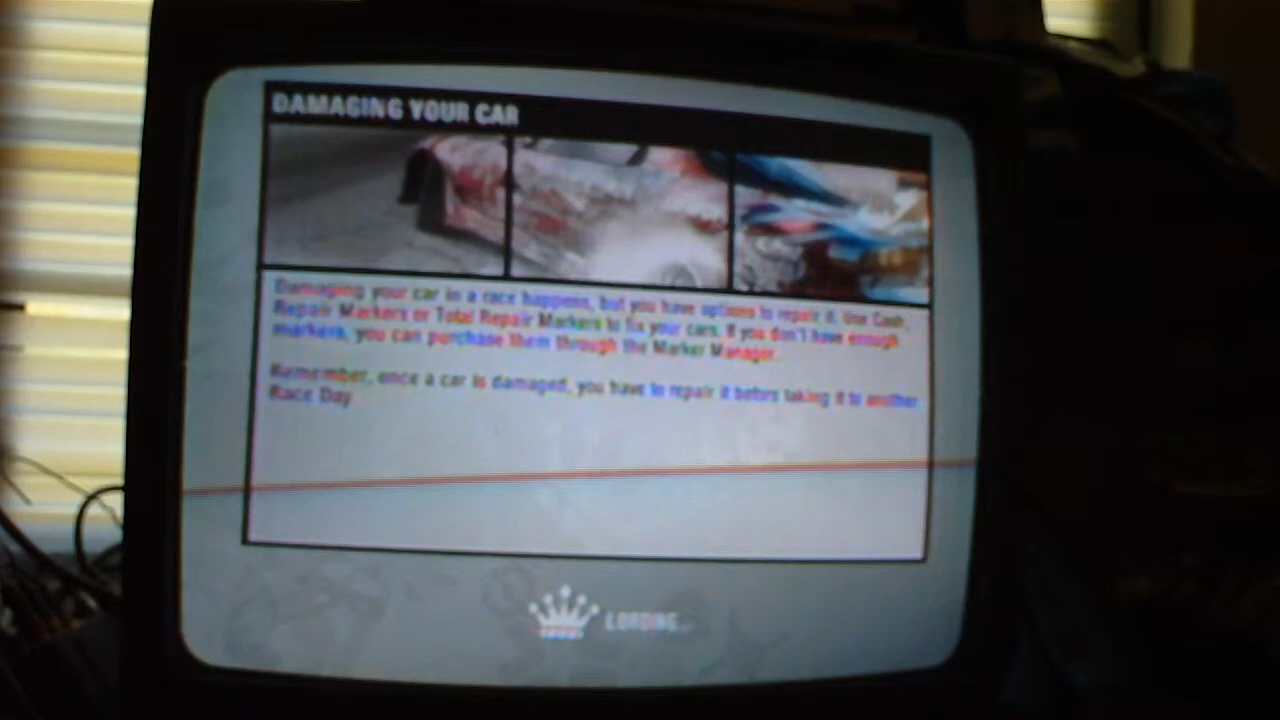 DAMAGING YOUR CAR
Damaging your car in a race happens, but you have options to repair it. Use Cash,
Repair Markers or Total Repair Markers to fix your cars. If you don't have enough
markers, you can purchase them through the Marker Manager.
Remember, once a car is damaged, you have to repair it before taking it to another
Race Day.
LOADING...